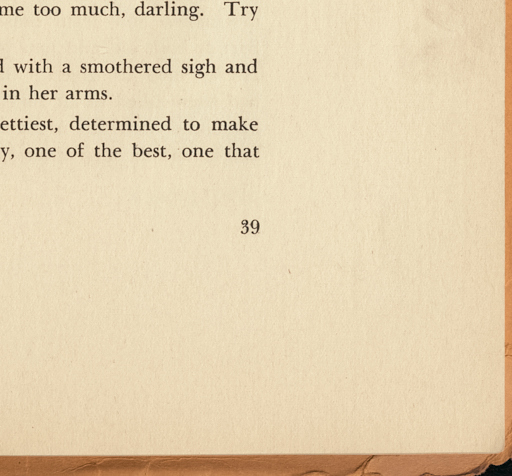 me too much, darling. Try
with a smothered sigh and
in her arms.
ettiest, determined to make
y, one of the best, one that
39